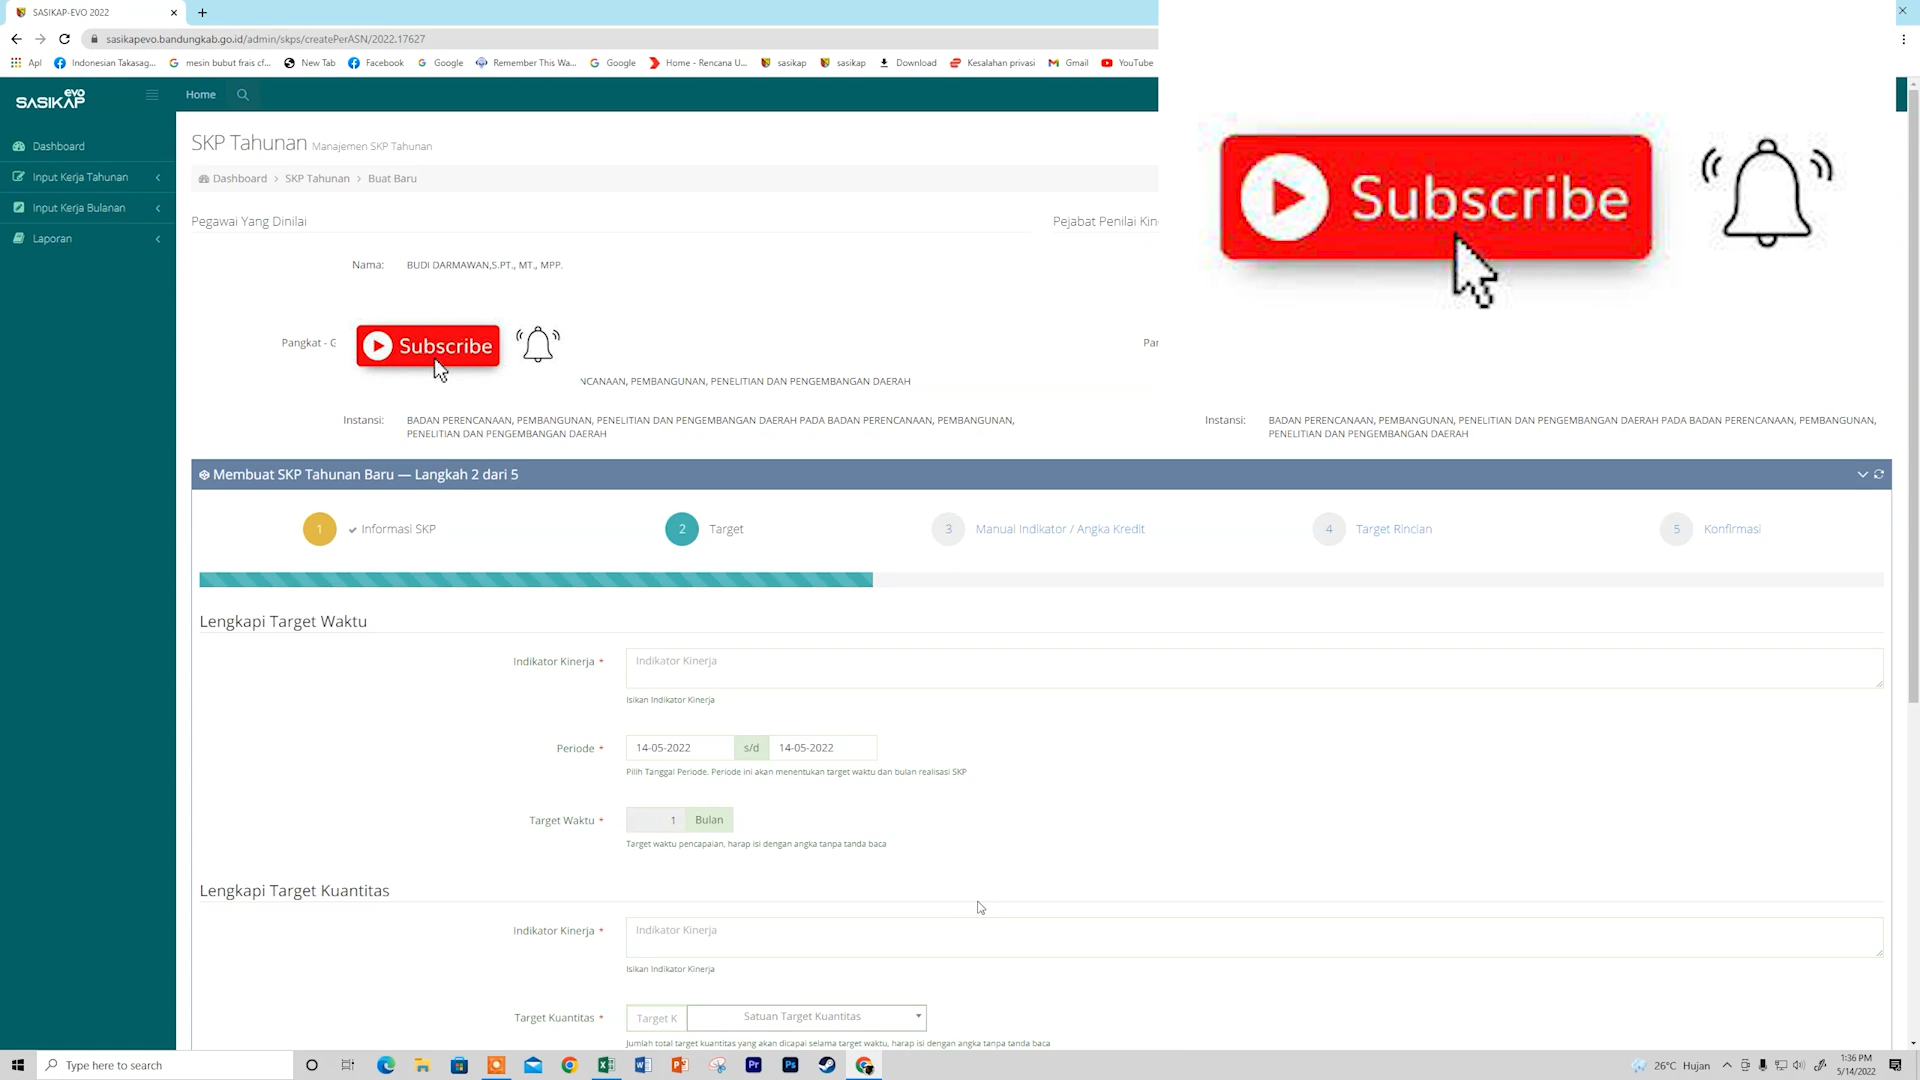 SASIKAP-EVO 2022
sasikapevo.bandungkab.go.id/admin/skps/createPerASN/2022.17627
Apl
Indonesian Takasag...
mesin bubut frais cf...
New Tab
Facebook
Google
Remember This Wa...
Google
Home - Rencana U...
sasikap
sasikap
Download
Kesalahan privasi
Gmail
YouTube
SASIKAP EVO
Home
Dashboard
Input Kerja Tahunan
Input Kerja Bulanan
Laporan
SKP Tahunan Manajemen SKP Tahunan
Dashboard > SKP Tahunan > Buat Baru
Pegawai Yang Dinilai
Pejabat Penilai Kin
Subscribe
Nama: BUDI DARMAWAN,S.PT., MT., MPP.
Pangkat - G
Subscribe
Par
NCANAAN, PEMBANGUNAN, PENELITIAN DAN PENGEMBANGAN DAERAH
Instansi: BADAN PERENCANAAN, PEMBANGUNAN, PENELITIAN DAN PENGEMBANGAN DAERAH PADA BADAN PERENCANAAN, PEMBANGUNAN,
PENELITIAN DAN PENGEMBANGAN DAERAH
Instansi: BADAN PERENCANAAN, PEMBANGUNAN, PENELITIAN DAN PENGEMBANGAN DAERAH PADA BADAN PERENCANAAN, PEMBANGUNAN,
PENELITIAN DAN PENGEMBANGAN DAERAH
Membuat SKP Tahunan Baru — Langkah 2 dari 5
1 Informasi SKP
2 Target
3 Manual Indikator / Angka Kredit
4 Target Rincian
5 Konfirmasi
Lengkapi Target Waktu
Indikator Kinerja * Indikator Kinerja
Isikan Indikator Kinerja
Periode * 14-05-2022 s/d 14-05-2022
Pilih Tanggal Periode. Periode ini akan menentukan target waktu dan bulan realisasi SKP
Target Waktu * 1 Bulan
Target waktu pencapaian, harap isi dengan angka tanpa tanda baca
Lengkapi Target Kuantitas
Indikator Kinerja * Indikator Kinerja
Isikan Indikator Kinerja
Target Kuantitas * Target K Satuan Target Kuantitas
Jumlah total target kuantitas yang akan dicapai selama target waktu, harap isi dengan angka tanpa tanda baca
Type here to search
26°C Hujan
1:36 PM
5/14/2022